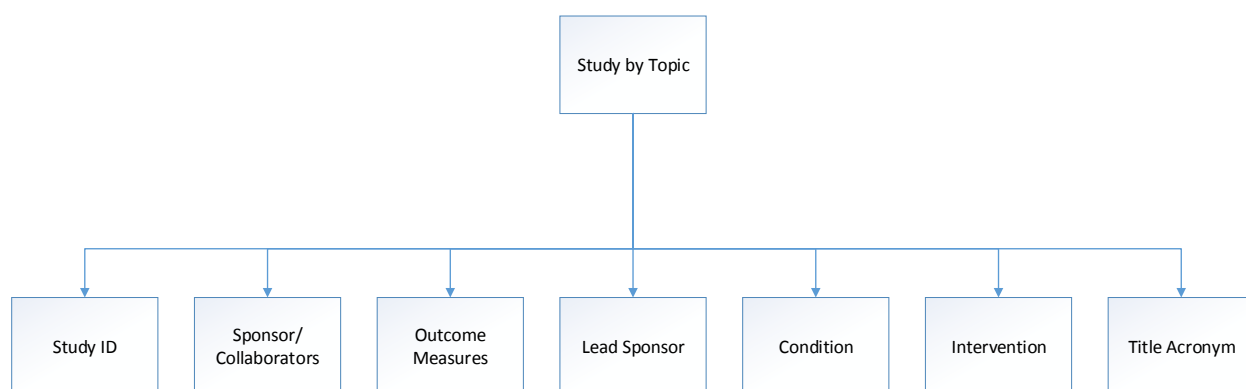 Study by Topic
Study ID
Sponsor/
Collaborators
Outcome
Measures
Lead Sponsor
Condition
Intervention
Title Acronym